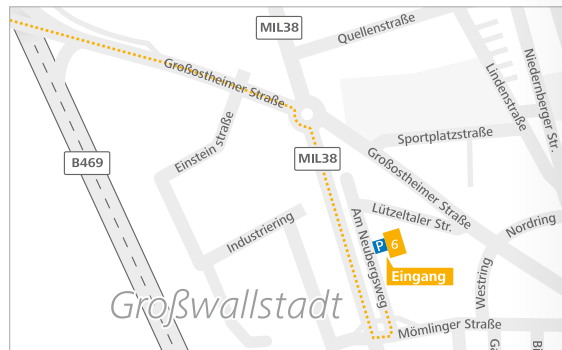 MIL38
Quellenstraße
Großostheimer Straße
Lindenstraße
Niedernberger Str.
Sportplatzstraße
Einstein straße
MIL38
B469
Großostheimer Straße
Lützeltaler Str.
Nordring
Industriering
Am Neubergsweg
P
6
Eingang
Westring
Großwallstadt
Mömlinger Straße